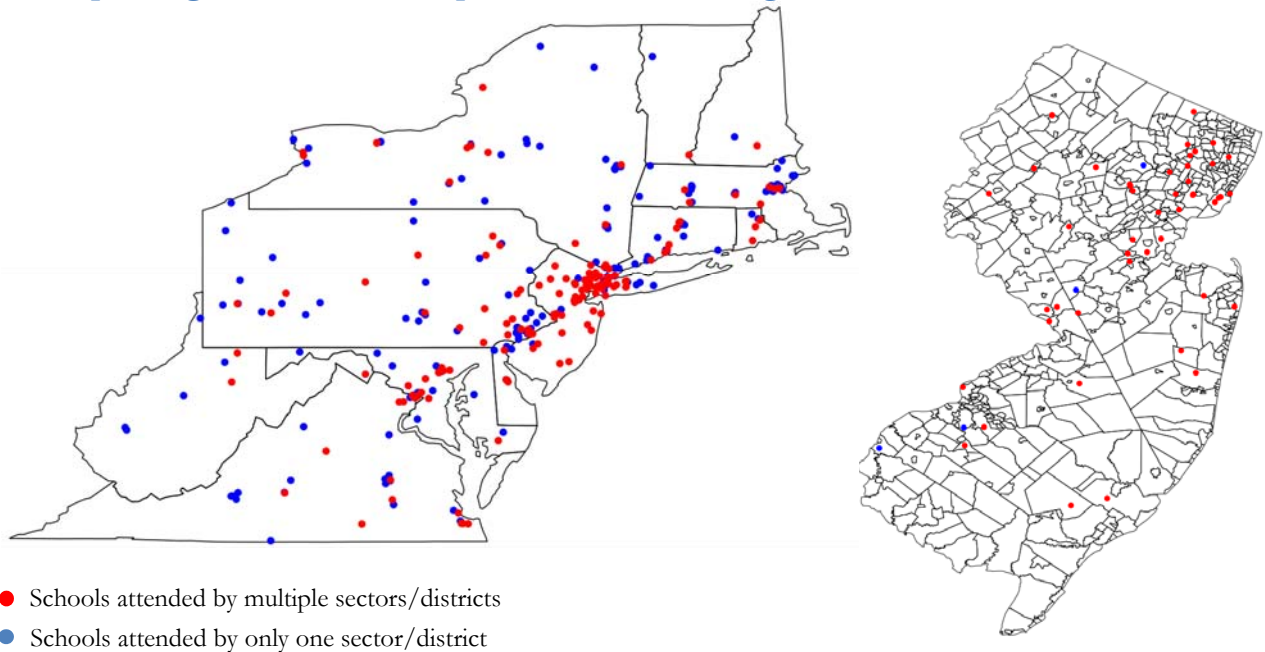 Schools attended by multiple sectors/districts
Schools attended by only one sector/district